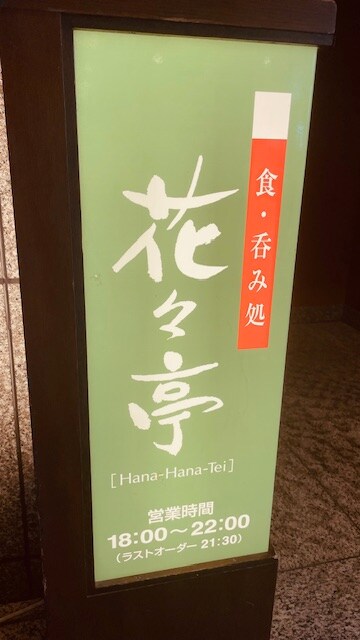 食・呑み処
花々亭
[Hana-Hana-Tei]
営業時間
18:00〜22:00
(ラストオーダー 21:30)